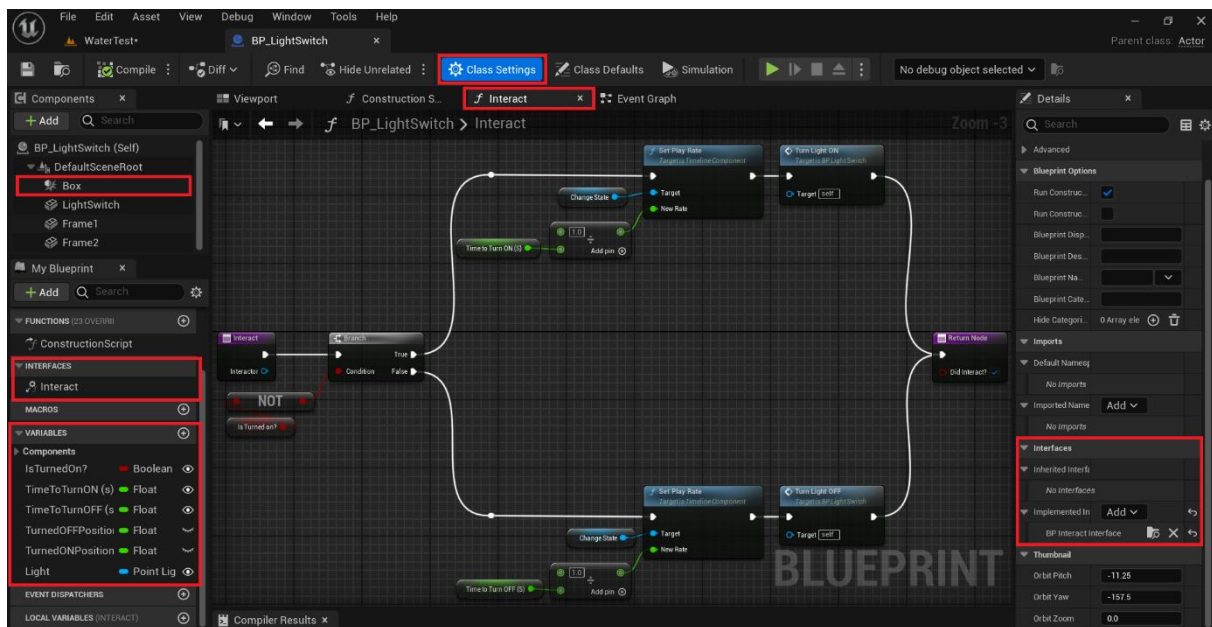 File Edit Asset View Debug Window Tools Help
WaterTest•
BP_LightSwitch ×
Parent class: Actor
Compile
Diff
Find
Hide Unrelated
Class Settings
Class Defaults
Simulation
No debug object selected
Components ×
Viewport
Construction S...
Interact ×
Event Graph
Details ×
+ Add
Search
BP_LightSwitch > Interact
Zoom -3
Search
BP_LightSwitch (Self)
DefaultSceneRoot
Box
LightSwitch
Frame1
Frame2
My Blueprint ×
+ Add
Search
FUNCTIONS
ConstructionScript
INTERFACES
Interact
MACROS
VARIABLES
Components
IsTurnedOn? Boolean
TimeToTurnON (s) Float
TimeToTurnOFF (s Float
TurnedOFFPositio Float
TurnedONPosition Float
Light Point Lig
EVENT DISPATCHERS
LOCAL VARIABLES (INTERACT)
Set Play Rate
Target is Timeline Component
Target
New Rate
Turn Light ON
Target is BP Light Switch
Target self
Change State
1.0
÷
Add pin
Time to Turn ON (S)
Interact
Interactor
Branch
True
Condition
False
NOT
Is Turned on?
Return Node
Did Interact?
Set Play Rate
Target is Timeline Component
Target
New Rate
Turn Light OFF
Target is BP Light Switch
Target self
Change State
1.0
÷
Add pin
Time to Turn OFF (S)
BLUEPRINT
Compiler Results ×
Advanced
Blueprint Options
Run Construc...
Run Construc...
Blueprint Disp...
Blueprint Des...
Blueprint Na...
Blueprint Cate...
Hide Categori... 0 Array ele
Imports
Default Namesp
No Imports
Imported Name Add
No Imports
Interfaces
Inherited Interfa
No Interfaces
Implemented In Add
BP Interact Interface
Thumbnail
Orbit Pitch -11.25
Orbit Yaw -157.5
Orbit Zoom 0.0